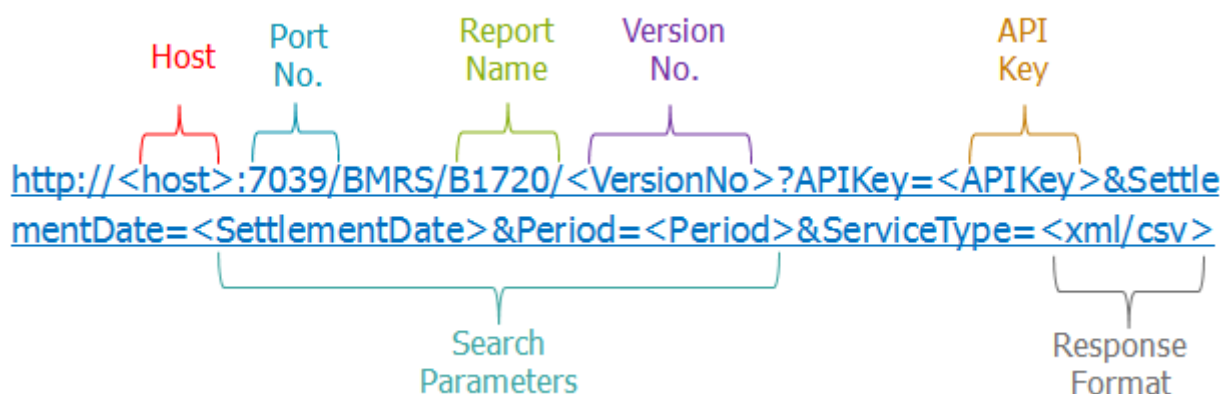 Host
Port
No.
Report
Name
Version
No.
API
Key
http://<host>:7039/BMRS/B1720/<VersionNo>?APIKey=<APIKey>&Settle
mentDate=<SettlementDate>&Period=<Period>&ServiceType=<xml/csv>
Search
Parameters
Response
Format